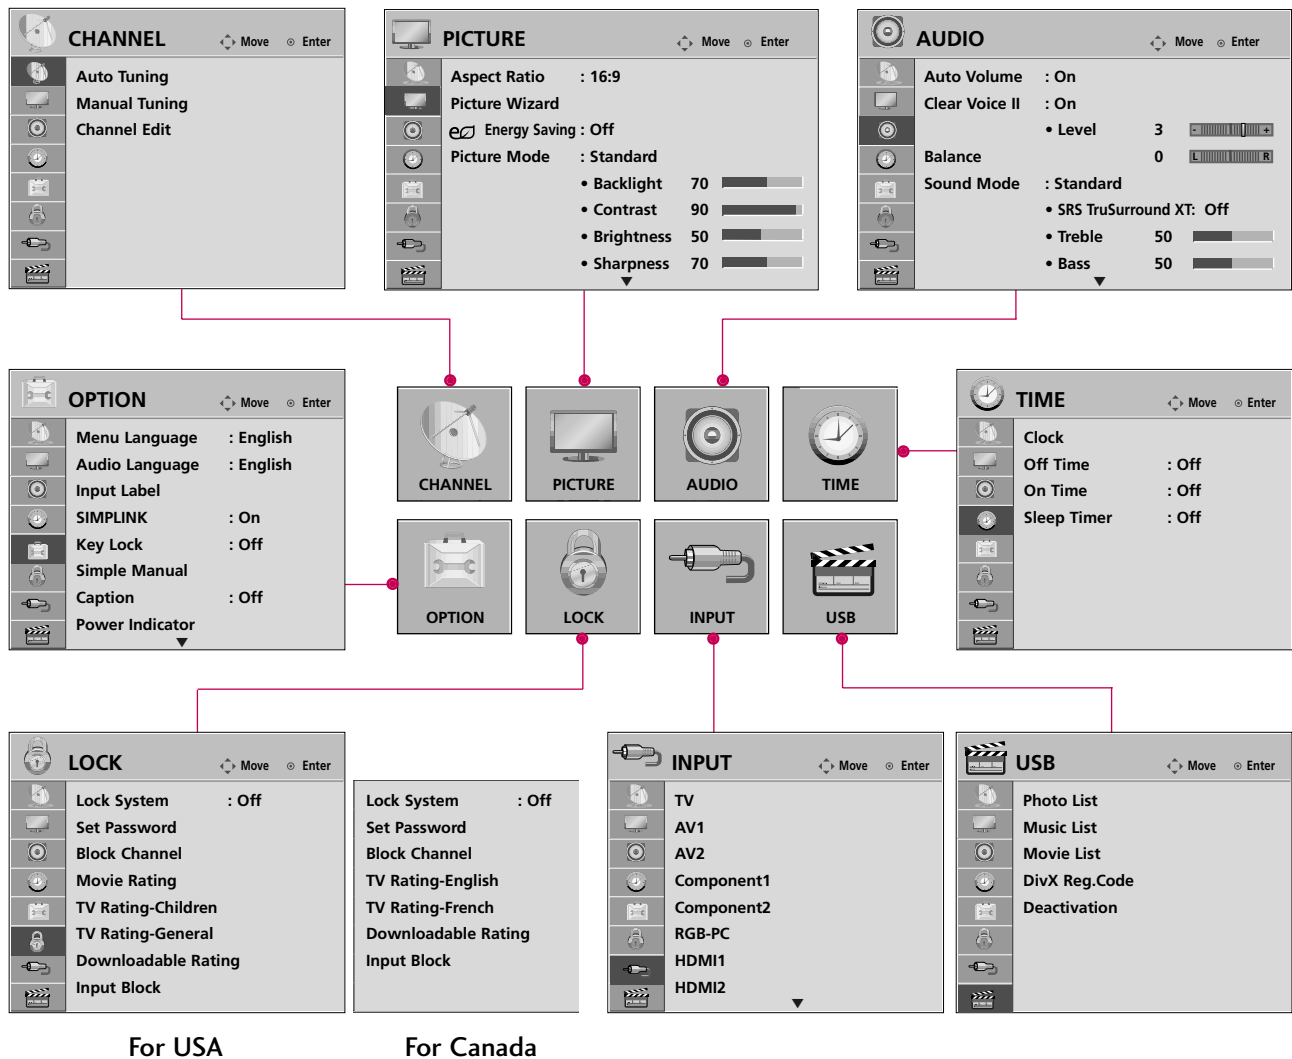 CHANNEL
Move Enter
Auto Tuning
Manual Tuning
Channel Edit
PICTURE
Move Enter
Aspect Ratio : 16:9
Picture Wizard
Energy Saving : Off
Picture Mode : Standard
• Backlight 70
• Contrast 90
• Brightness 50
• Sharpness 70
AUDIO
Move Enter
Auto Volume : On
Clear Voice II : On
• Level 3 - +
Balance 0 L R
Sound Mode : Standard
• SRS TruSurround XT: Off
• Treble 50
• Bass 50
OPTION
Move Enter
Menu Language : English
Audio Language : English
Input Label
SIMPLINK : On
Key Lock : Off
Simple Manual
Caption : Off
Power Indicator
CHANNEL
PICTURE
AUDIO
TIME
OPTION
LOCK
INPUT
USB
TIME
Move Enter
Clock
Off Time : Off
On Time : Off
Sleep Timer : Off
LOCK
Move Enter
Lock System : Off
Set Password
Block Channel
Movie Rating
TV Rating-Children
TV Rating-General
Downloadable Rating
Input Block
For USA
Lock System : Off
Set Password
Block Channel
TV Rating-English
TV Rating-French
Downloadable Rating
Input Block
For Canada
INPUT
Move Enter
TV
AV1
AV2
Component1
Component2
RGB-PC
HDMI1
HDMI2
USB
Move Enter
Photo List
Music List
Movie List
DivX Reg.Code
Deactivation